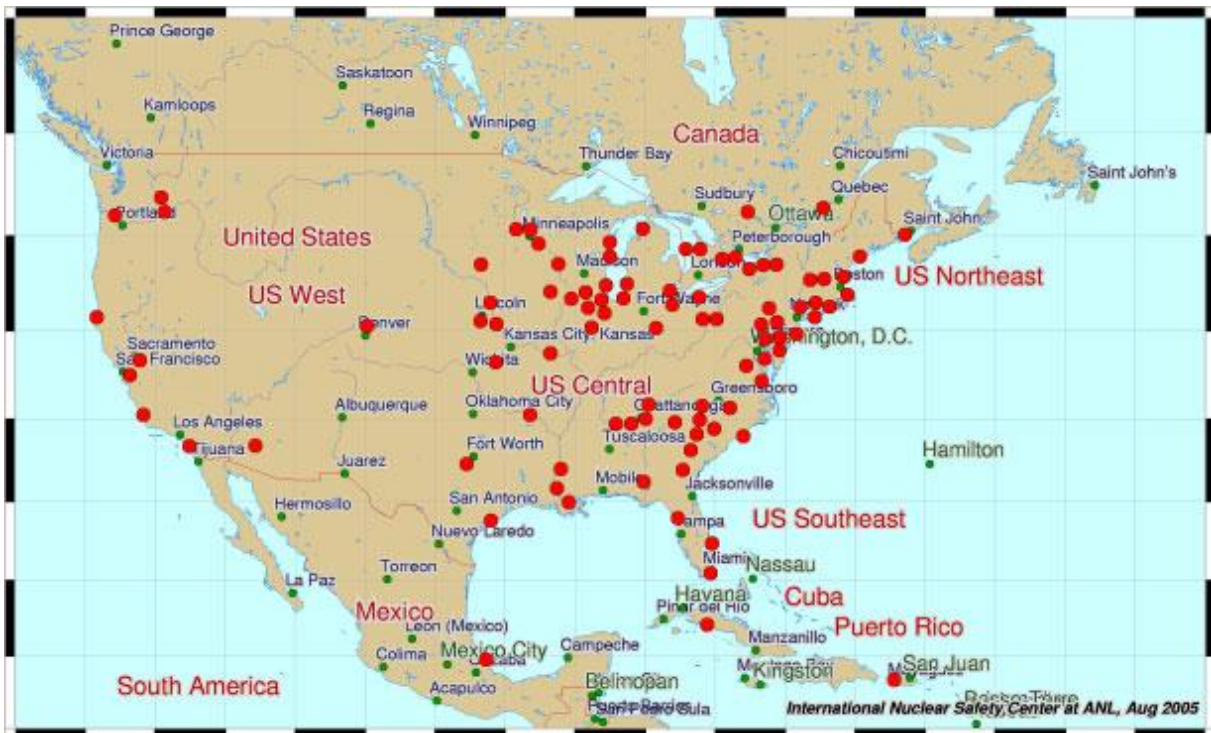 Prince George
Saskatoon
Kamloops
Regina
Winnipeg
Canada
Victoria
Thunder Bay
Chicoutimi
Saint John's
Sudbury
Quebec
Portland
Ottawa
Saint John
United States
Minneapolis
Peterborough
Madison
London
Boston
US Northeast
US West
Lincoln
Fort Wayne
Denver
Kansas City, Kansas
Sacramento
Washington, D.C.
San Francisco
Wichita
US Central
Greensboro
Albuquerque
Oklahoma City
Chattanooga
Los Angeles
Tuscaloosa
Tijuana
Fort Worth
Hamilton
Juarez
Mobile
Jacksonville
Hermosillo
San Antonio
US Southeast
Tampa
Nuevo Laredo
Miami
Nassau
Torreon
La Paz
Havana
Cuba
Mexico
Pinar del Rio
Puerto Rico
Leon (Mexico)
Manzanillo
Mexico City
Campeche
Colima
San Juan
Kingston
South America
Belmopan
Acapulco
San Pedro Sula
International Nuclear Safety Center at ANL, Aug 2005